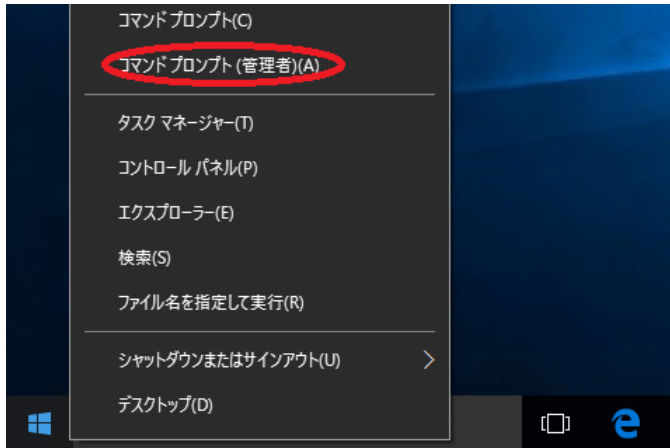 コマンド プロンプト(C)
コマンド プロンプト (管理者)(A)
タスク マネージャー(T)
コントロール パネル(P)
エクスプローラー(E)
検索(S)
ファイル名を指定して実行(R)
シャットダウンまたはサインアウト(U)
デスクトップ(D)